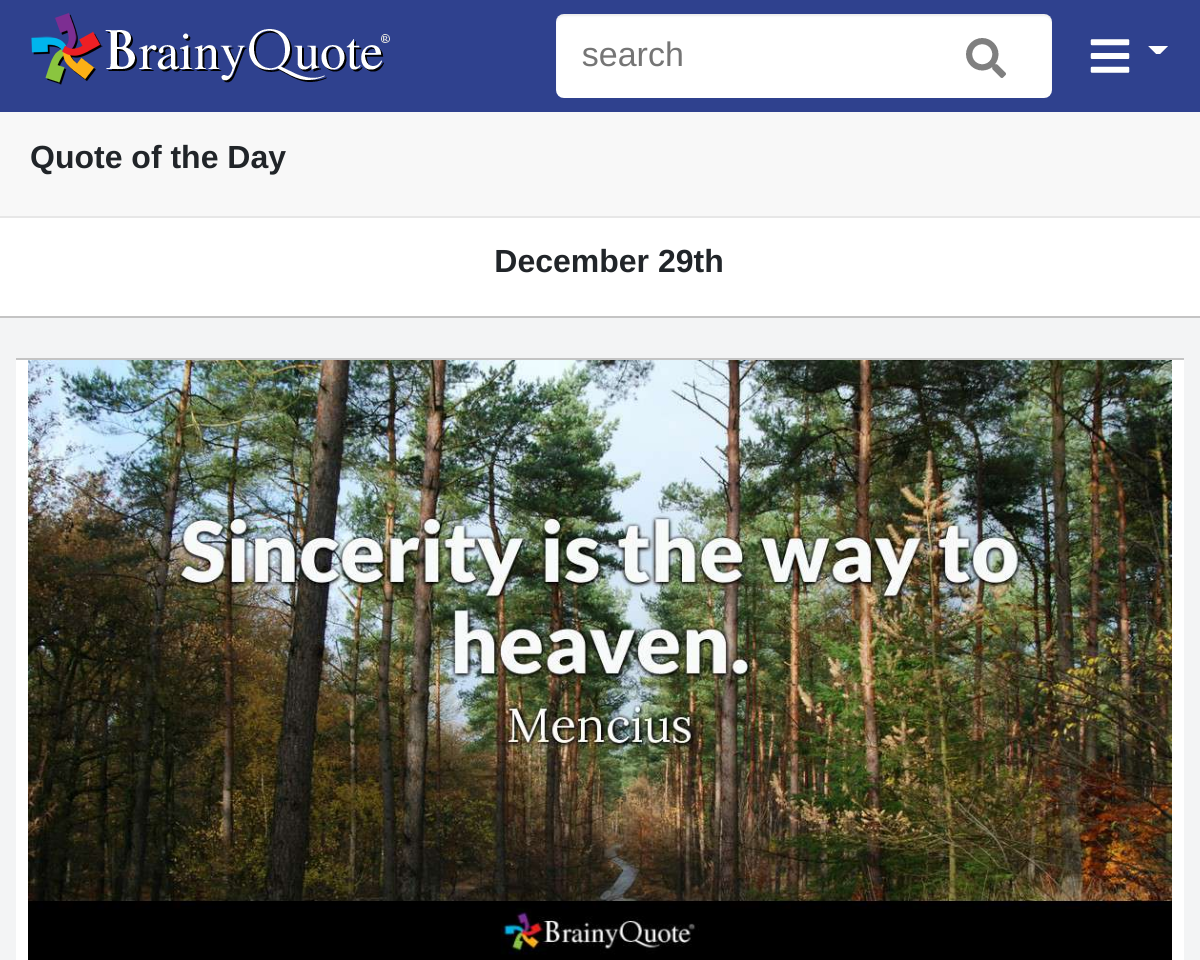 BrainyQuote®
search
Quote of the Day
December 29th
Sincerity is the way to
heaven.
Mencius
BrainyQuote®